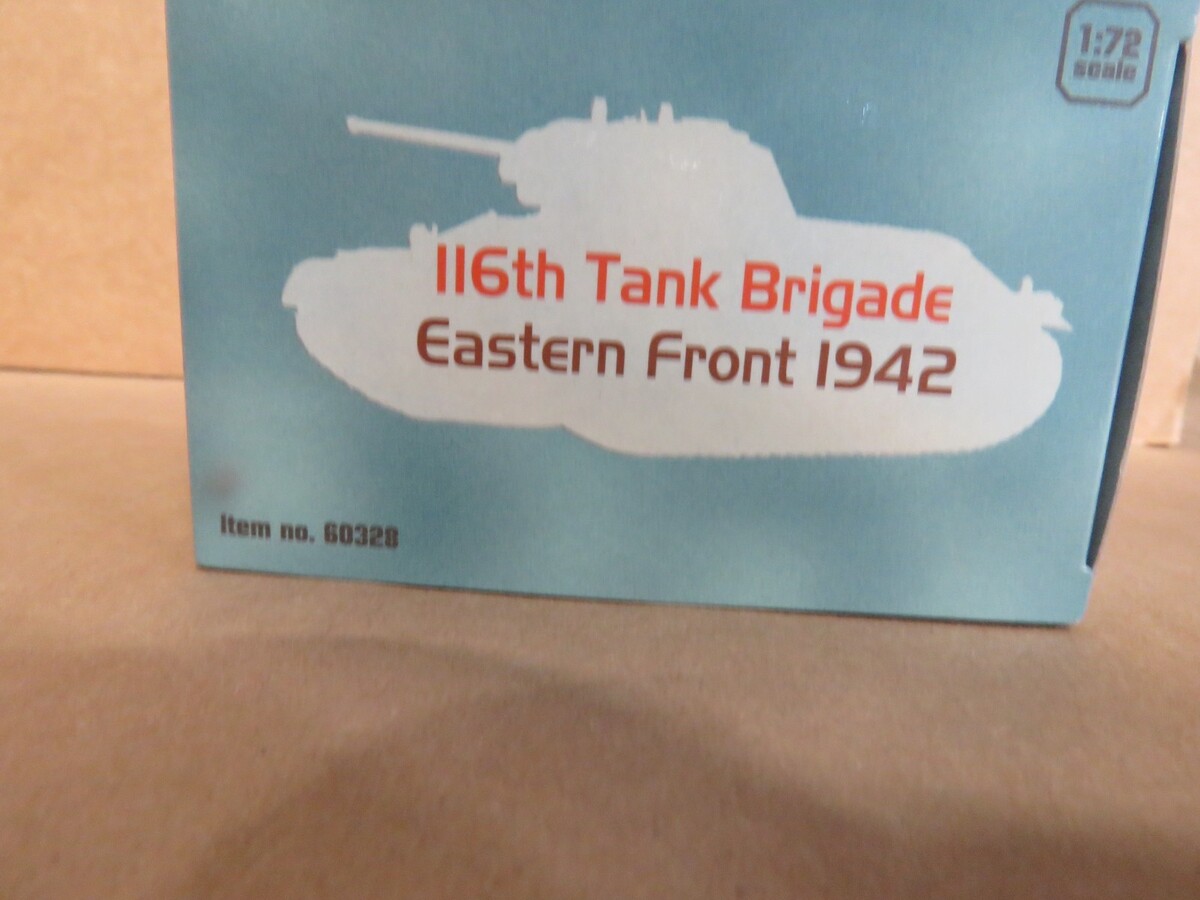 1:72
scale
116th Tank Brigade
Eastern Front 1942
Item no. 60328